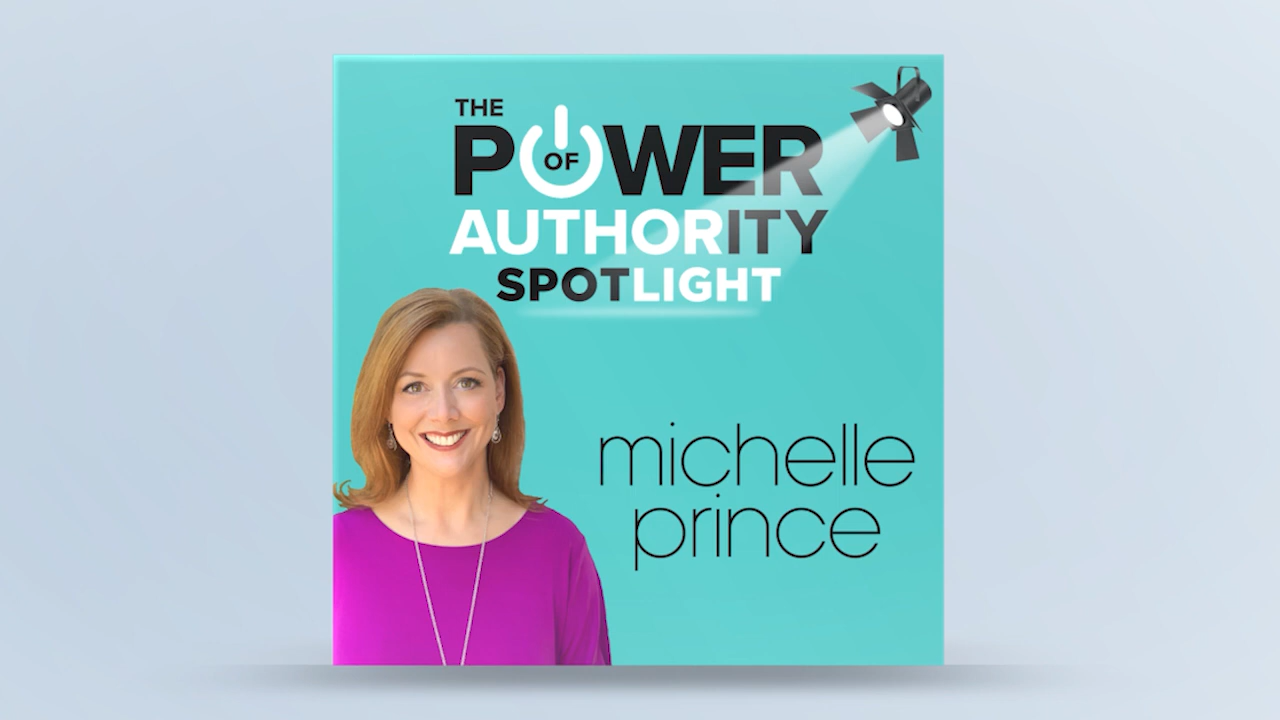 THE
POWER
OF
AUTHORITY
SPOTLIGHT
michelle
prince